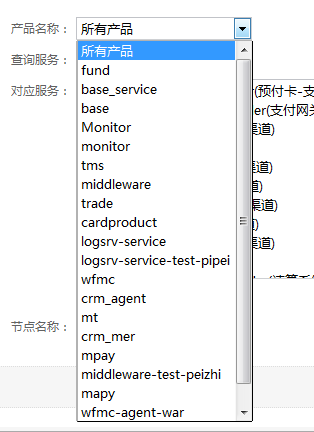 产品名称： 所有产品
所有产品
查询服务：
fund
base_service
对应服务：
(预付卡-支
base
er(支付网关
Monitor
渠道)
monitor
tms
渠道)
middleware
道)
trade
渠道)
cardproduct
道)
logsrv-service
渠道)
logsrv-service-test-pipei
wfmc
crm_agent
mt
节点名称：
crm_mer
mpay
middleware-test-peizhi
mapy
wfmc-agent-war